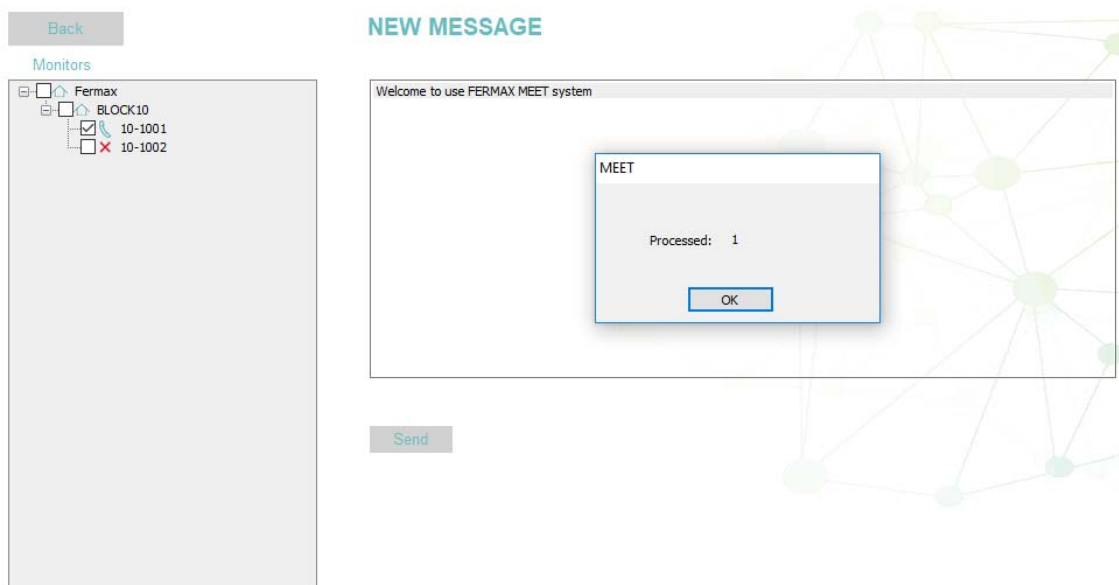 Back
NEW MESSAGE
Monitors
Fermax
BLOCK10
10-1001
10-1002
Welcome to use FERMAX MEET system
MEET
Processed: 1
OK
Send